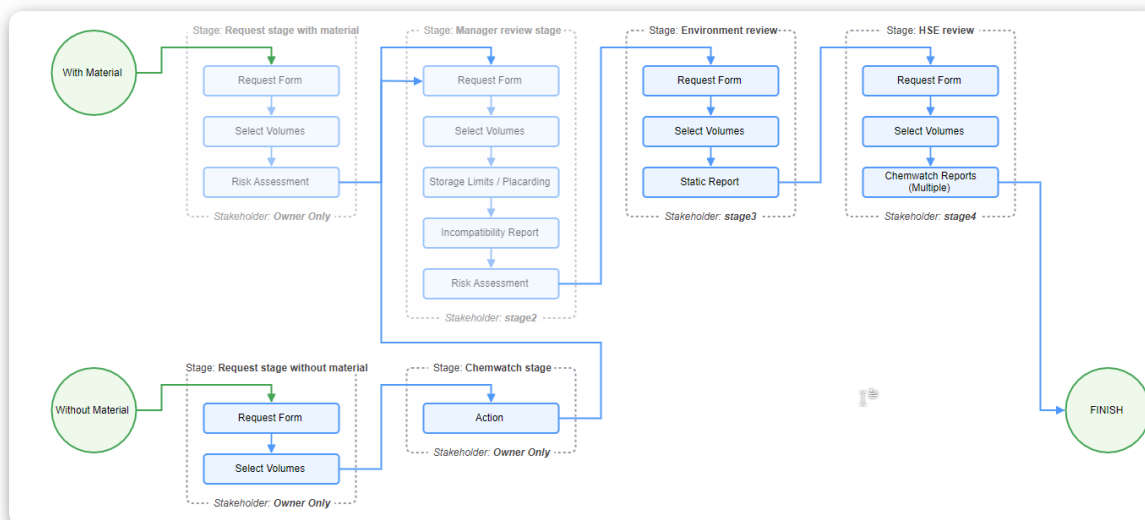 With Material
Stage: Request stage with material
Request Form
Select Volumes
Risk Assessment
Stakeholder: Owner Only
Stage: Manager review stage
Request Form
Select Volumes
Storage Limits / Placarding
Incompatibility Report
Risk Assessment
Stakeholder: stage2
Stage: Environment review
Request Form
Select Volumes
Static Report
Stakeholder: stage3
Stage: HSE review
Request Form
Select Volumes
Chemwatch Reports
(Multiple)
Stakeholder: stage4
Without Material
Stage: Request stage without material
Request Form
Select Volumes
Stakeholder: Owner Only
Stage: Chemwatch stage
Action
Stakeholder: Owner Only
FINISH